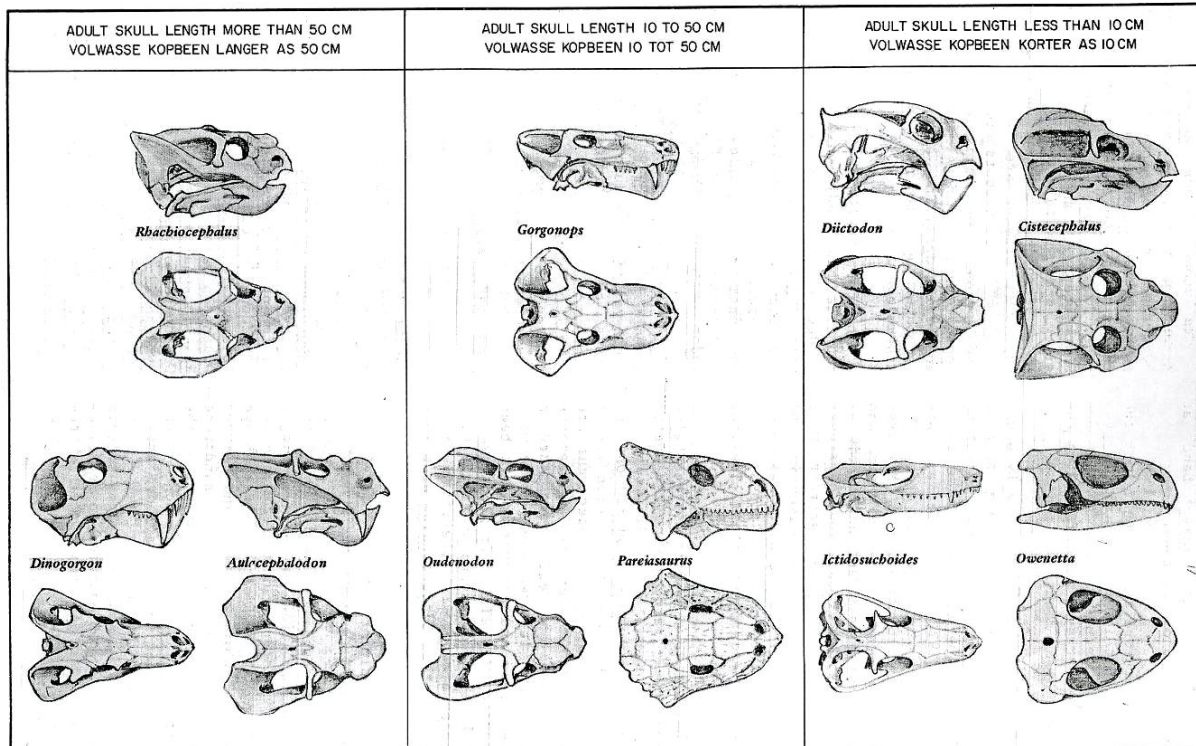 ADULT SKULL LENGTH MORE THAN 50 CM
VOLWASSE KOPBEEN LANGER AS 50 CM
ADULT SKULL LENGTH 10 TO 50 CM
VOLWASSE KOPBEEN 10 TOT 50 CM
ADULT SKULL LENGTH LESS THAN 10 CM
VOLWASSE KOPBEEN KORTER AS 10 CM
Rhachiocephalus
Gorgonops
Diictodon
Cistecephalus
Dinogorgon
Aulacephalodon
Oudenodon
Pareiasaurus
Ictidosuchoides
Owenetta